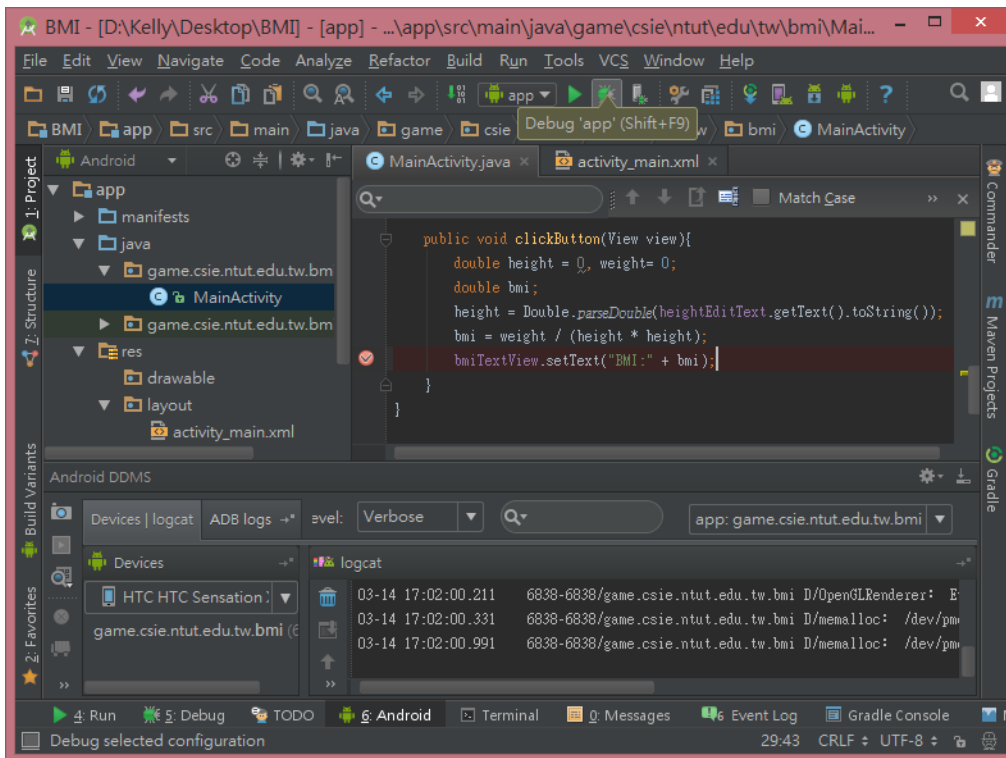 BMI - [D:\Kelly\Desktop\BMI] - [app] - ...\app\src\main\java\game\csie\ntut\edu\tw\bmi\Mai...
File Edit View Navigate Code Analyze Refactor Build Run Tools VCS Window Help
app
BMI app src main java game csie w bmi MainActivity
Debug 'app' (Shift+F9)
1: Project
7: Structure
Build Variants
2: Favorites
Android
app
manifests
java
game.csie.ntut.edu.tw.bm
MainActivity
game.csie.ntut.edu.tw.bm
res
drawable
layout
activity_main.xml
MainActivity.java activity_main.xml
Match Case
public void clickButton(View view){
double height = 0, weight= 0;
double bmi;
height = Double.parseDouble(heightEditText.getText().toString());
bmi = weight / (height * height);
bmiTextView.setText("BMI:" + bmi);
}
}
Commander
Maven Projects
Gradle
Android DDMS
Devices | logcat ADB logs evel: Verbose app: game.csie.ntut.edu.tw.bmi
Devices logcat
HTC HTC Sensation
game.csie.ntut.edu.tw.bmi (6
03-14 17:02:00.211 6838-6838/game.csie.ntut.edu.tw.bmi D/OpenGLRenderer: E
03-14 17:02:00.331 6838-6838/game.csie.ntut.edu.tw.bmi D/memalloc: /dev/pm
03-14 17:02:00.991 6838-6838/game.csie.ntut.edu.tw.bmi D/memalloc: /dev/pm
4: Run 5: Debug TODO 6: Android Terminal 0: Messages 6 Event Log Gradle Console
Debug selected configuration 29:43 CRLF UTF-8